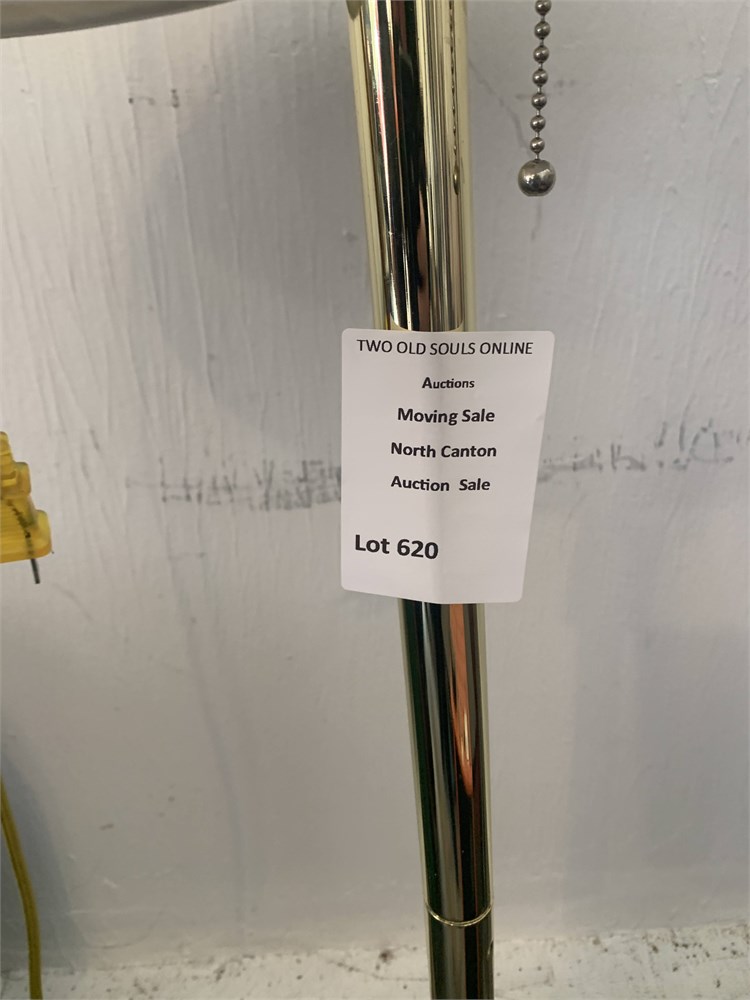 TWO OLD SOULS ONLINE
Auctions
Moving Sale
North Canton
Auction Sale
Lot 620